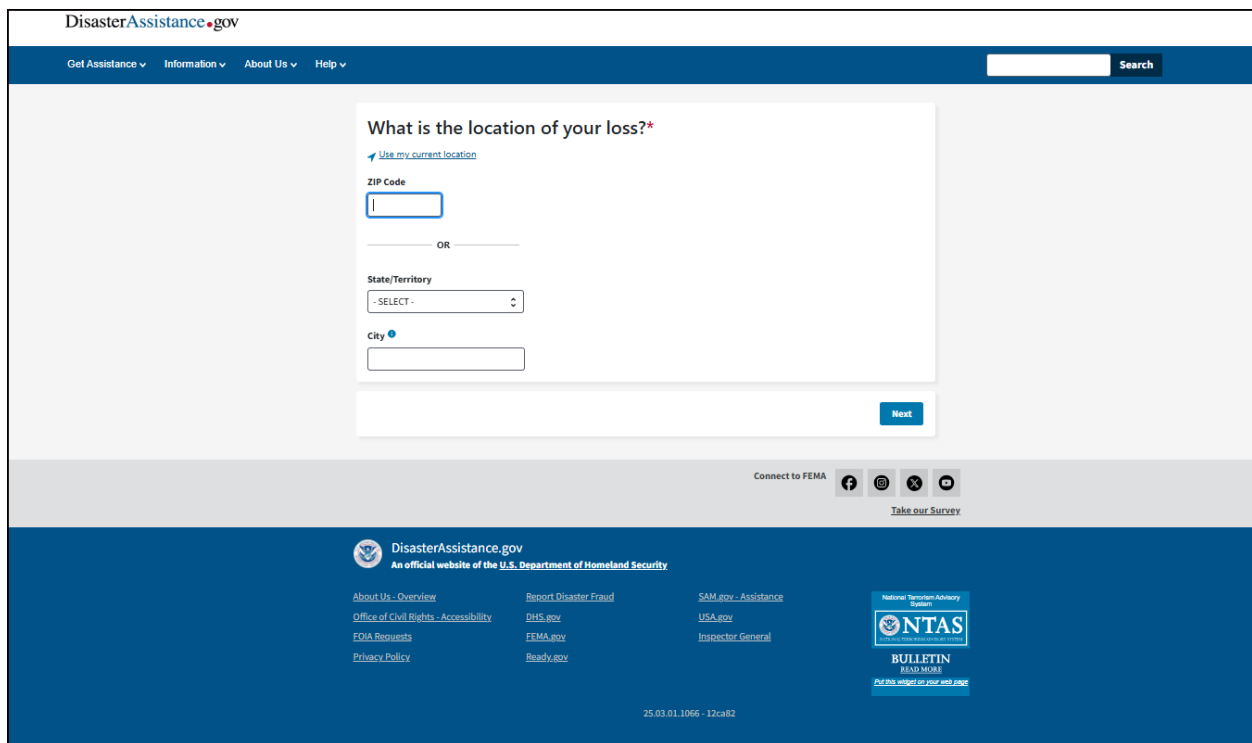 DisasterAssistance.gov
Get Assistance Information About Us Help Search
What is the location of your loss?*
Use my current location
ZIP Code
OR
State/Territory
- SELECT -
City
Next
Connect to FEMA
Take our Survey
DisasterAssistance.gov
An official website of the U.S. Department of Homeland Security
About Us - Overview Report Disaster Fraud SAM.gov - Assistance
Office of Civil Rights - Accessibility DHS.gov USA.gov
FOIA Requests FEMA.gov Inspector General
Privacy Policy Ready.gov
National Terrorism Advisory
System
NTAS
NATIONAL TERRORISM ADVISORY SYSTEM
BULLETIN
READ MORE
Put this widget on your web page
25.03.01.1066 - 12ca82